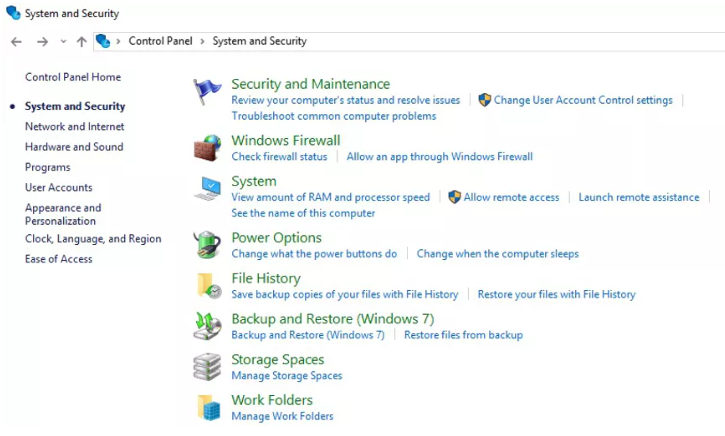 System and Security
Control Panel > System and Security
Control Panel Home
System and Security
Network and Internet
Hardware and Sound
Programs
User Accounts
Appearance and
Personalization
Clock, Language, and Region
Ease of Access
Security and Maintenance
Review your computer's status and resolve issues | Change User Account Control settings |
Troubleshoot common computer problems
Windows Firewall
Check firewall status | Allow an app through Windows Firewall
System
View amount of RAM and processor speed | Allow remote access | Launch remote assistance |
See the name of this computer
Power Options
Change what the power buttons do | Change when the computer sleeps
File History
Save backup copies of your files with File History | Restore your files with File History
Backup and Restore (Windows 7)
Backup and Restore (Windows 7) | Restore files from backup
Storage Spaces
Manage Storage Spaces
Work Folders
Manage Work Folders